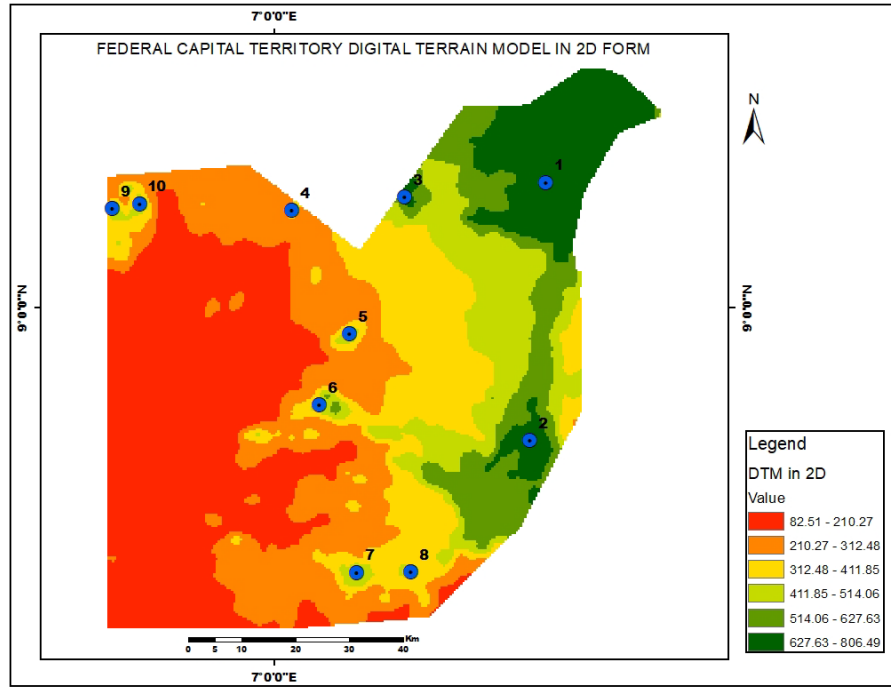 7°0'0"E
FEDERAL CAPITAL TERRITORY DIGITAL TERRAIN MODEL IN 2D FORM
N
1
3
9 10
4
9°0'0"N
9°0'0"N
5
6
2
7
8
Legend
DTM in 2D
Value
82.51 - 210.27
210.27 - 312.48
312.48 - 411.85
411.85 - 514.06
514.06 - 627.63
627.63 - 806.49
Km
0 5 10 20 30 40
7°0'0"E